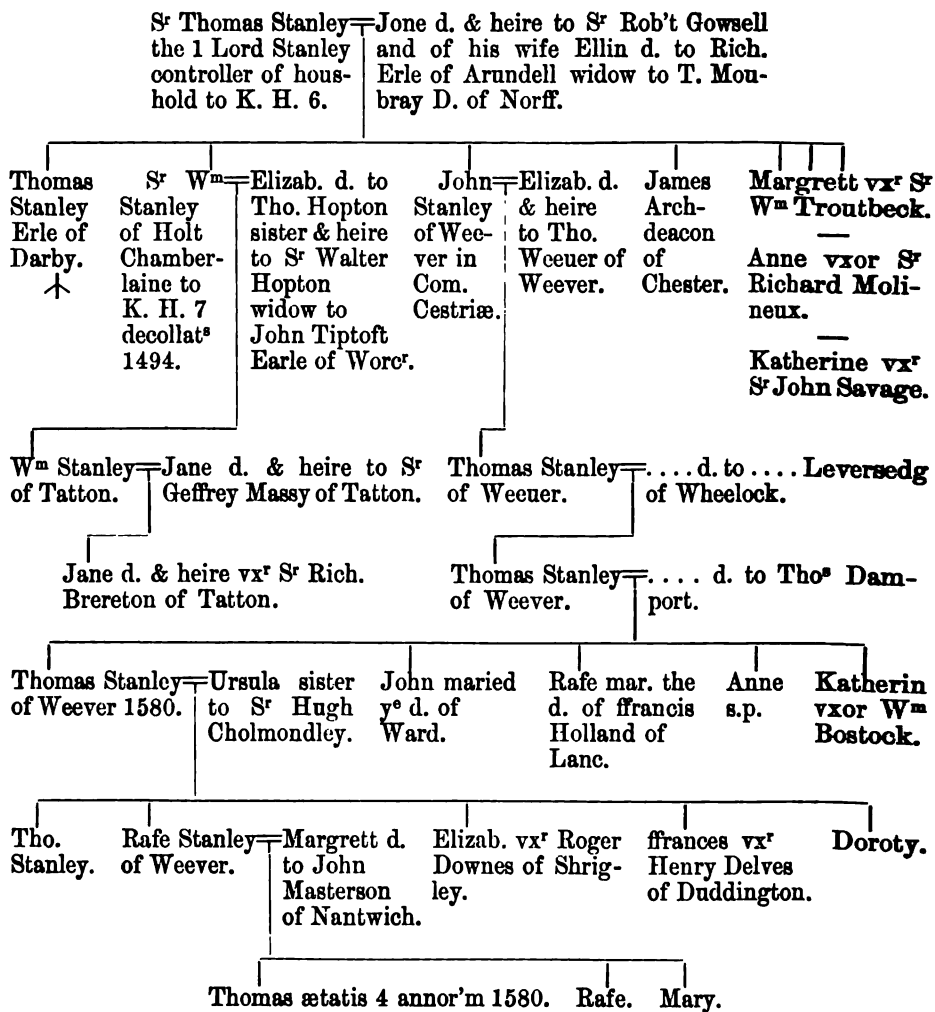 Sʳ Thomas Stanley
the 1 Lord Stanley
controller of hous-
hold to K. H. 6.
Jone d. & heire to Sʳ Rob't Gowsell
and of his wife Ellin d. to Rich.
Erle of Arundell widow to T. Mou-
bray D. of Norff.
Thomas
Stanley
Erle of
Darby.
Sʳ Wᵐ
Stanley
of Holt
Chamber-
laine to
K. H. 7
decollatˢ
1494.
Elizab. d. to
Tho. Hopton
sister & heire
to Sʳ Walter
Hopton
widow to
John Tiptoft
Earle of Worcʳ.
John
Stanley
of Wee-
ver in
Com.
Cestriæ.
Elizab. d.
& heire
to Tho.
Weeuer of
Weever.
James
Arch-
deacon
of
Chester.
Margrett vxʳ Sʳ
Wᵐ Troutbeck.
Anne vxor Sʳ
Richard Moli-
neux.
Katherine vxʳ
Sʳ John Savage.
Wᵐ Stanley
of Tatton.
Jane d. & heire to Sʳ
Geffrey Massy of Tatton.
Thomas Stanley
of Weeuer.
. . . . d. to . . . . Leversedg
of Wheelock.
Jane d. & heire vxʳ Sʳ Rich.
Brereton of Tatton.
Thomas Stanley
of Weever.
. . . . d. to Thoˢ Dam-
port.
Thomas Stanley
of Weever 1580.
Ursula sister
to Sʳ Hugh
Cholmondley.
John maried
yᵉ d. of
Ward.
Rafe mar. the
d. of ffrancis
Holland of
Lanc.
Anne
s.p.
Katherin
vxor Wᵐ
Bostock.
Tho.
Stanley.
Rafe Stanley
of Weever.
Margrett d.
to John
Masterson
of Nantwich.
Elizab. vxʳ Roger
Downes of Shrig-
ley.
ffrances vxʳ
Henry Delves
of Duddington.
Doroty.
Thomas ætatis 4 annor'm 1580.
Rafe.
Mary.